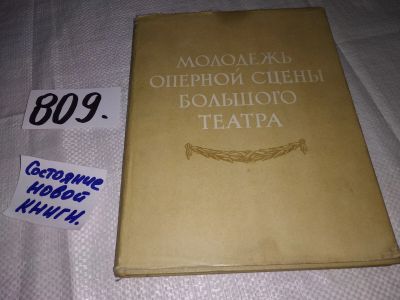 809.
Состояние
новой
книги.
МОЛОДЕЖЬ
ОПЕРНОЙ СЦЕНЫ
БОЛЬШОГО
ТЕАТРА